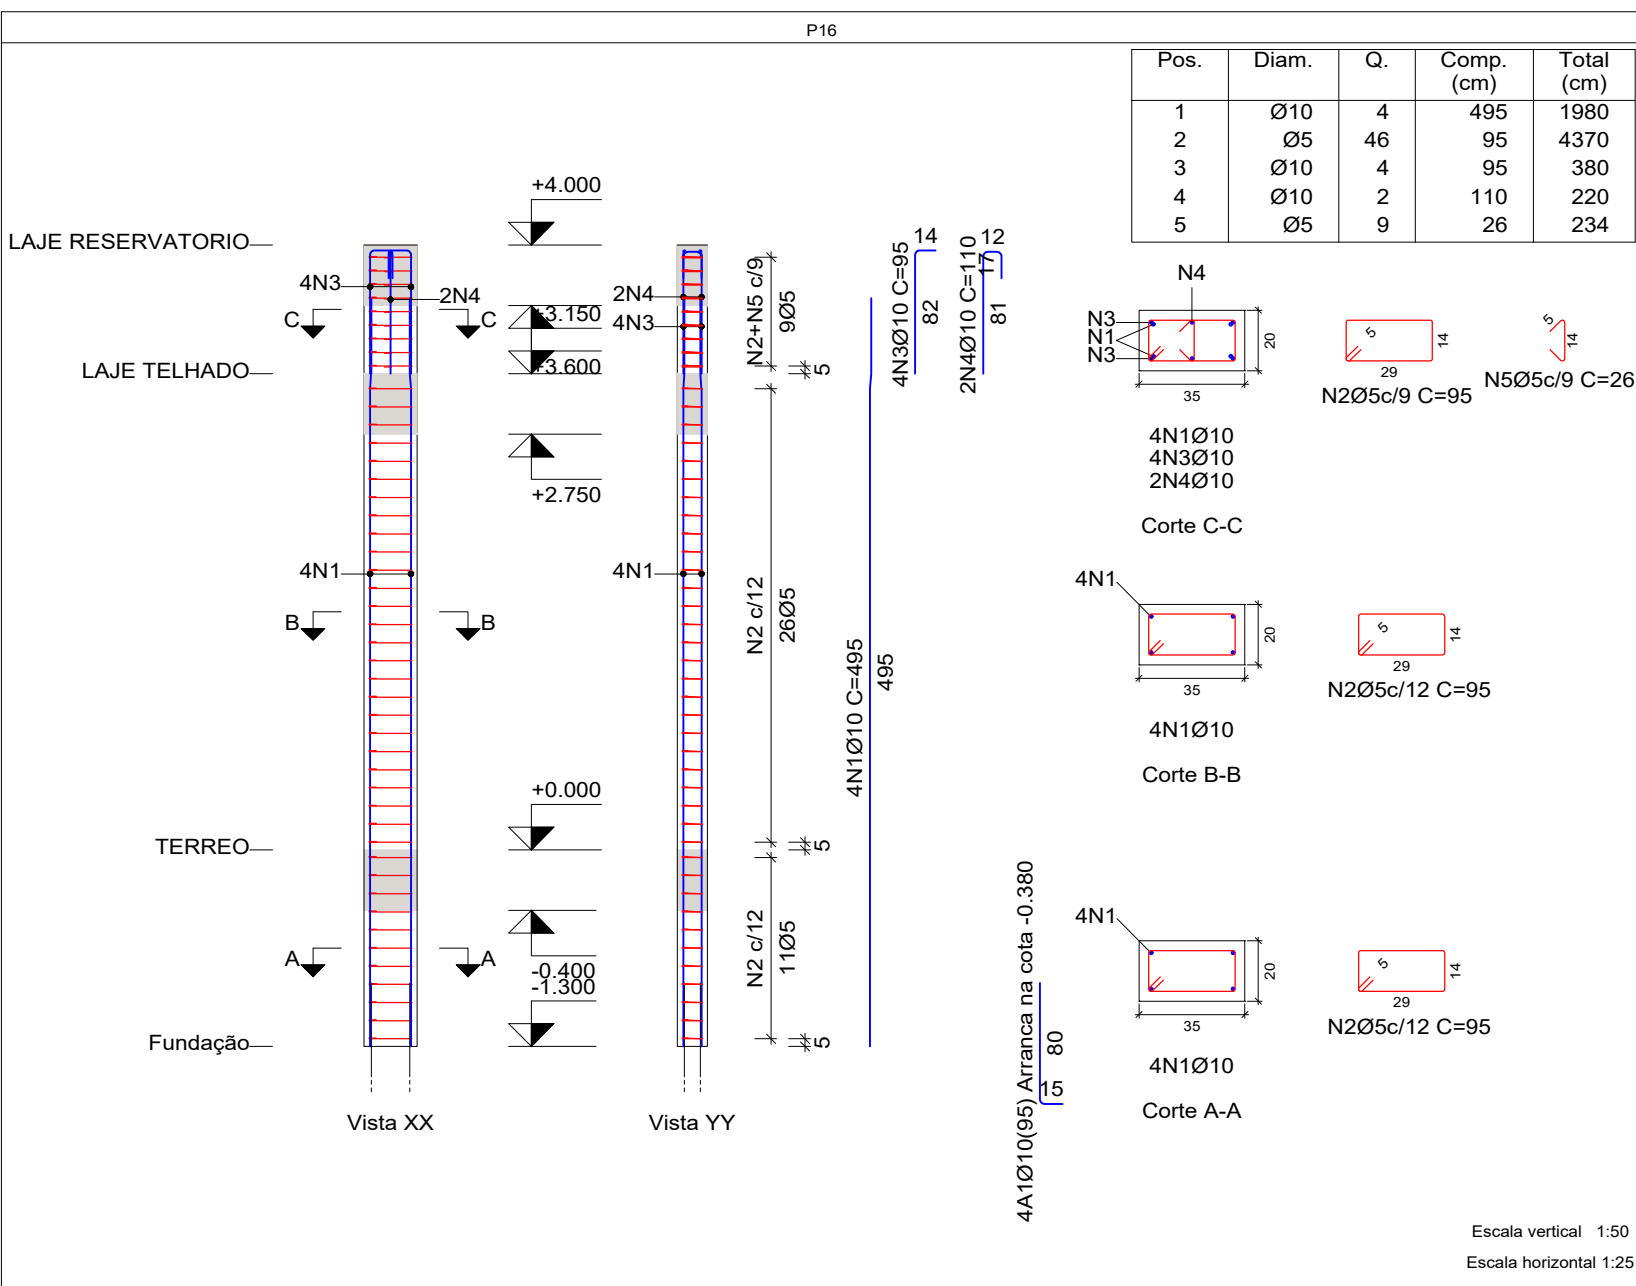 P16
Pos. Diam. Q. Comp. (cm) Total (cm)
1 Ø10 4 495 1980
2 Ø5 46 95 4370
3 Ø10 4 95 380
4 Ø10 2 110 220
5 Ø5 9 26 234
LAJE RESERVATORIO
LAJE TELHADO
TERREO
Fundação
4N3
2N4
C C
4N1
B B
A A
Vista XX
+4.000
+3.150
+3.600
+2.750
+0.000
-0.400
-1.300
2N4
4N3
4N1
Vista YY
N2+N5 c/9
9Ø5
5
N2 c/12
26Ø5
5
N2 c/12
11Ø5
5
4N1Ø10 C=495
495
4N3Ø10 C=95
82
14
2N4Ø10 C=110
81
17
12
4A1Ø10(95) Arranca na cota -0.380
80
15
N4
N3
N1
N3
20
35
4N1Ø10
4N3Ø10
2N4Ø10
Corte C-C
5
14
29
N2Ø5c/9 C=95
5
14
N5Ø5c/9 C=26
4N1
20
35
4N1Ø10
Corte B-B
5
14
29
N2Ø5c/12 C=95
4N1
20
35
4N1Ø10
Corte A-A
5
14
29
N2Ø5c/12 C=95
Escala vertical 1:50
Escala horizontal 1:25